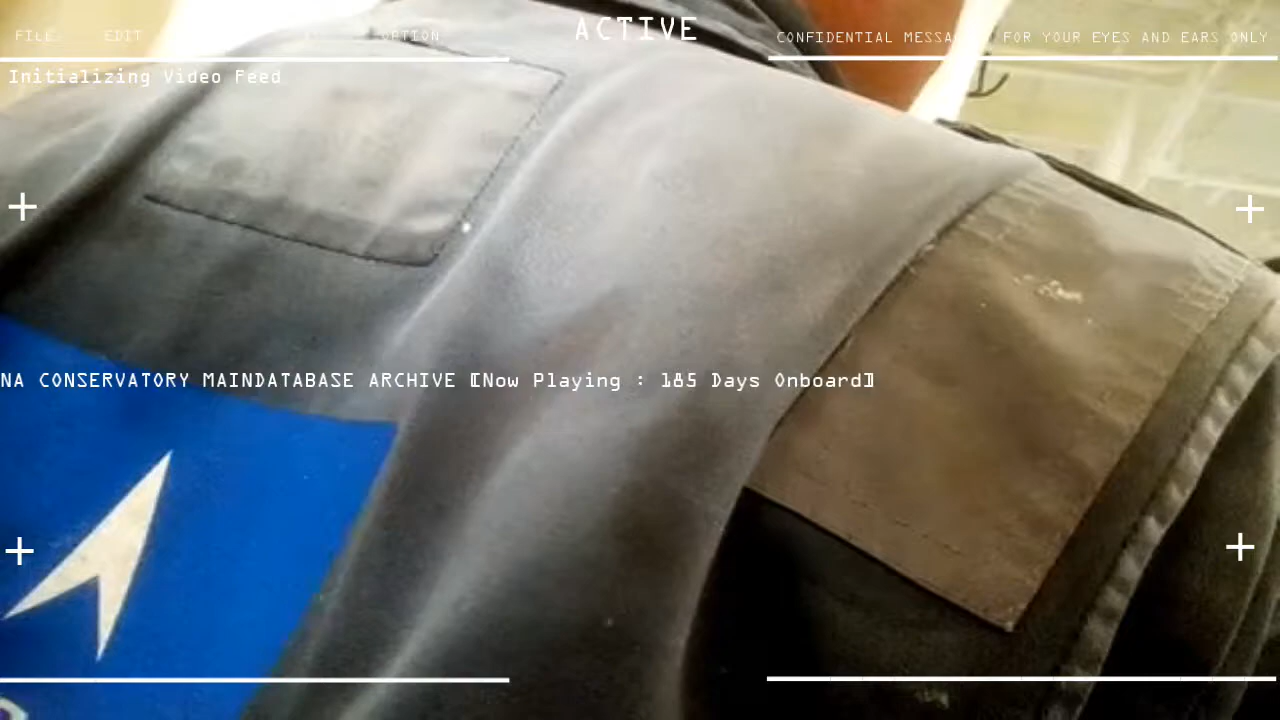 ACTIVE
FILE EDIT OPTION
CONFIDENTIAL FOR YOUR EYES AND EARS ONLY
Initializing Video Feed
NA CONSERVATORY MAINDATABASE ARCHIVE [Now Playing : 185 Days Onboard]